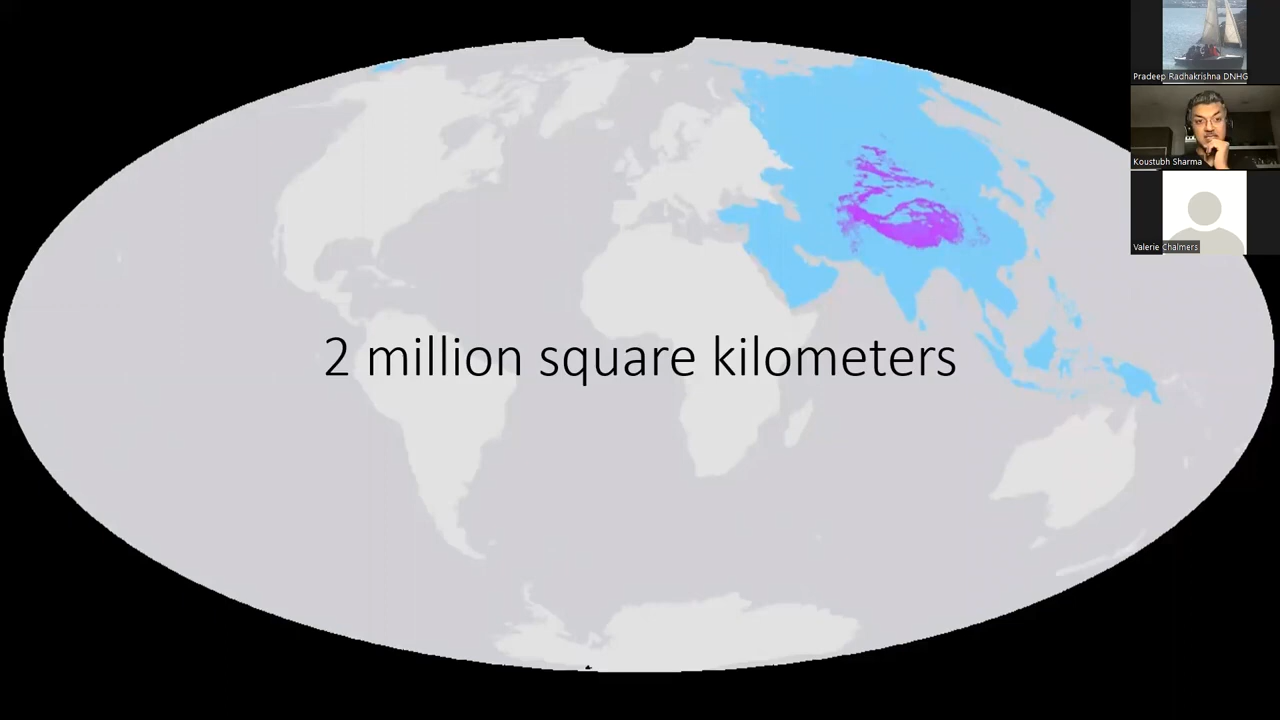 Pradeep Radhakrishna DNHG
Koustubh Sharma
Valerie Chalmers
2 million square kilometers